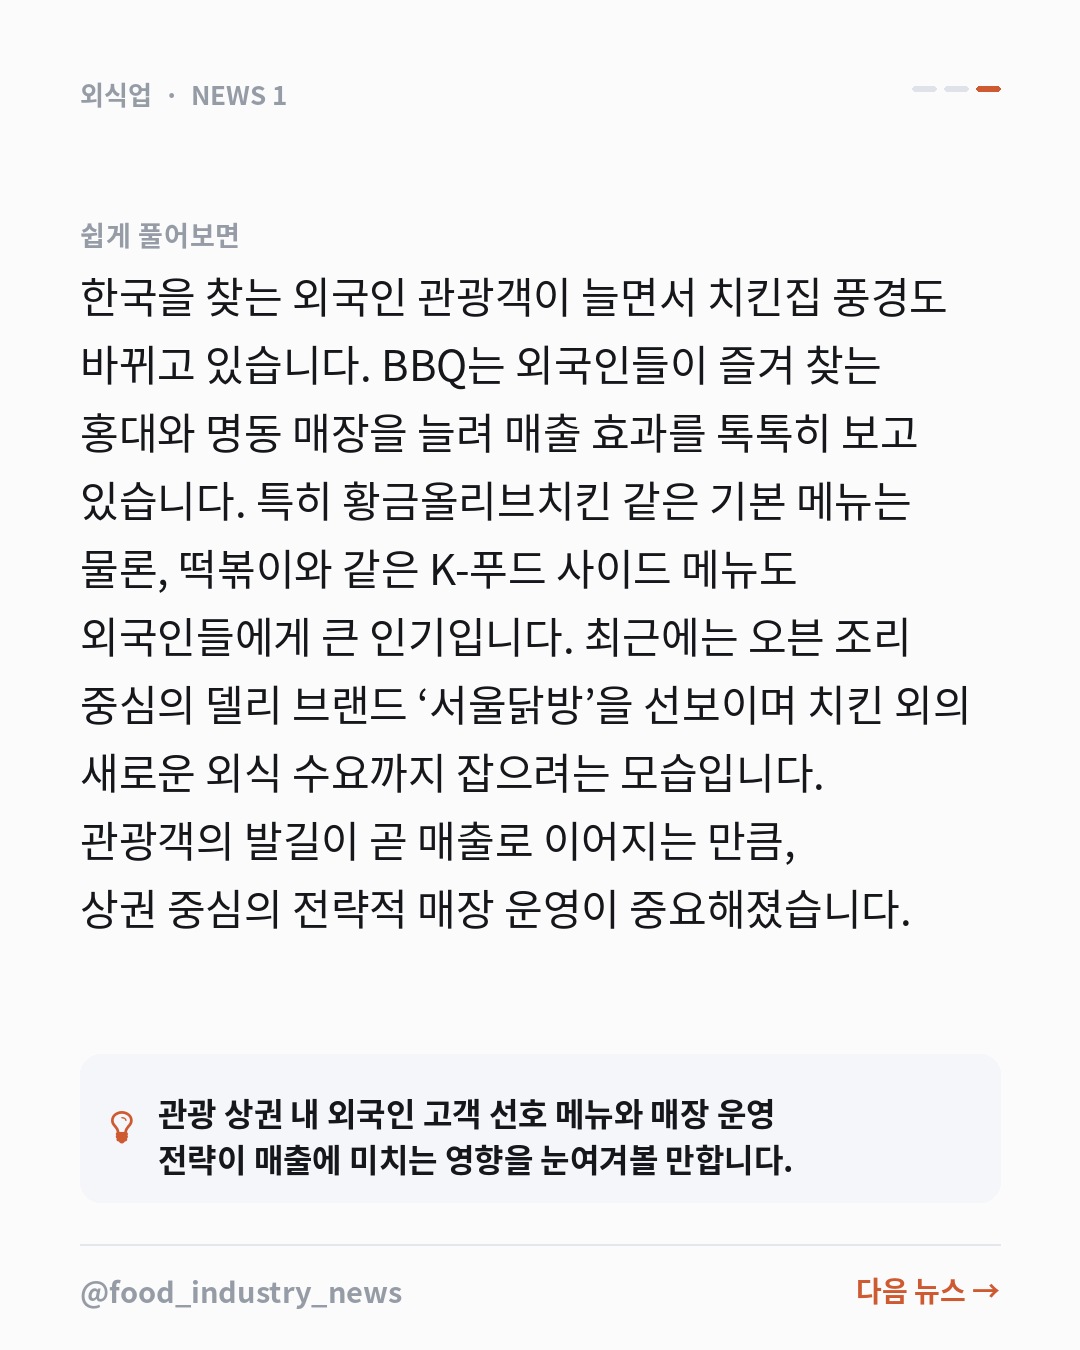 외식업 · NEWS 1
쉽게 풀어보면
한국을 찾는 외국인 관광객이 늘면서 치킨집 풍경도
바뀌고 있습니다. BBQ는 외국인들이 즐겨 찾는
홍대와 명동 매장을 늘려 매출 효과를 톡톡히 보고
있습니다. 특히 황금올리브치킨 같은 기본 메뉴는
물론, 떡볶이와 같은 K-푸드 사이드 메뉴도
외국인들에게 큰 인기입니다. 최근에는 오븐 조리
중심의 델리 브랜드 ‘서울닭방’을 선보이며 치킨 외의
새로운 외식 수요까지 잡으려는 모습입니다.
관광객의 발길이 곧 매출로 이어지는 만큼,
상권 중심의 전략적 매장 운영이 중요해졌습니다.
관광 상권 내 외국인 고객 선호 메뉴와 매장 운영
전략이 매출에 미치는 영향을 눈여겨볼 만합니다.
@food_industry_news
다음 뉴스 →